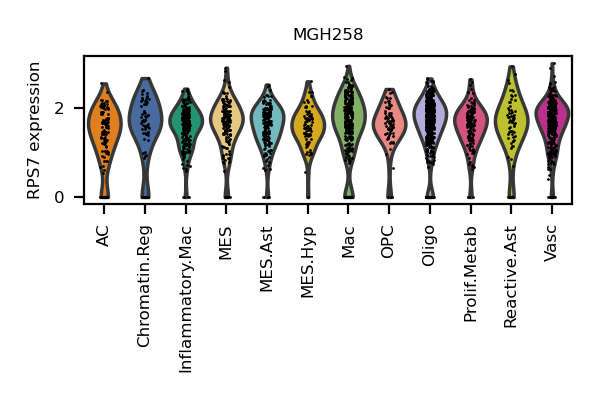 MGH258
RPS7 expression
2
0
AC
Chromatin.Reg
Inflammatory.Mac
MES
MES.Ast
MES.Hyp
Mac
OPC
Oligo
Prolif.Metab
Reactive.Ast
Vasc